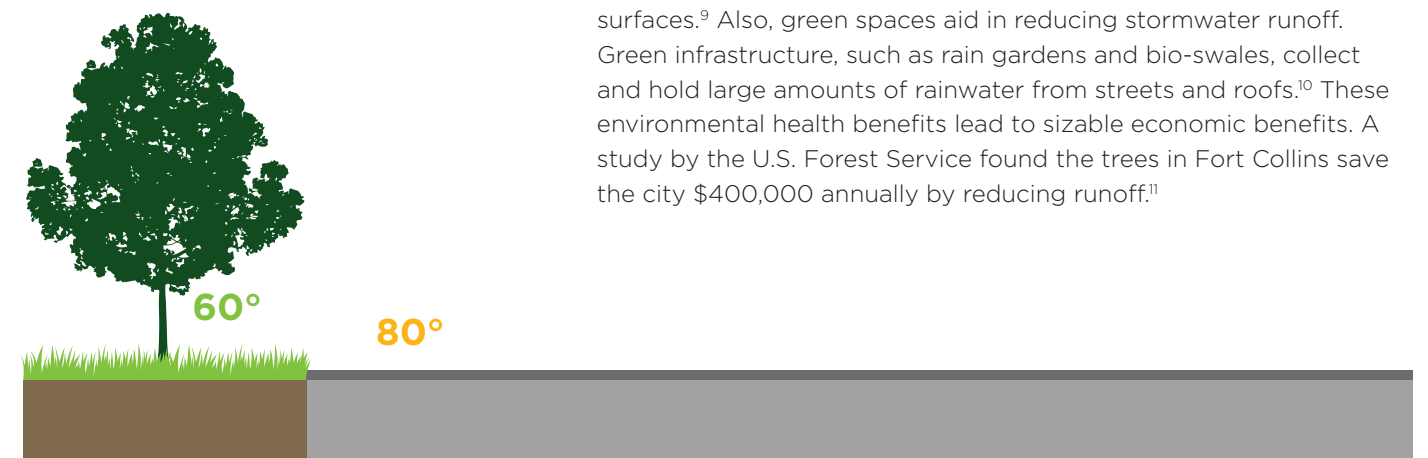 surfaces.⁹ Also, green spaces aid in reducing stormwater runoff.
Green infrastructure, such as rain gardens and bio-swales, collect
and hold large amounts of rainwater from streets and roofs.¹⁰ These
environmental health benefits lead to sizable economic benefits. A
study by the U.S. Forest Service found the trees in Fort Collins save
the city $400,000 annually by reducing runoff.¹¹
60°
80°